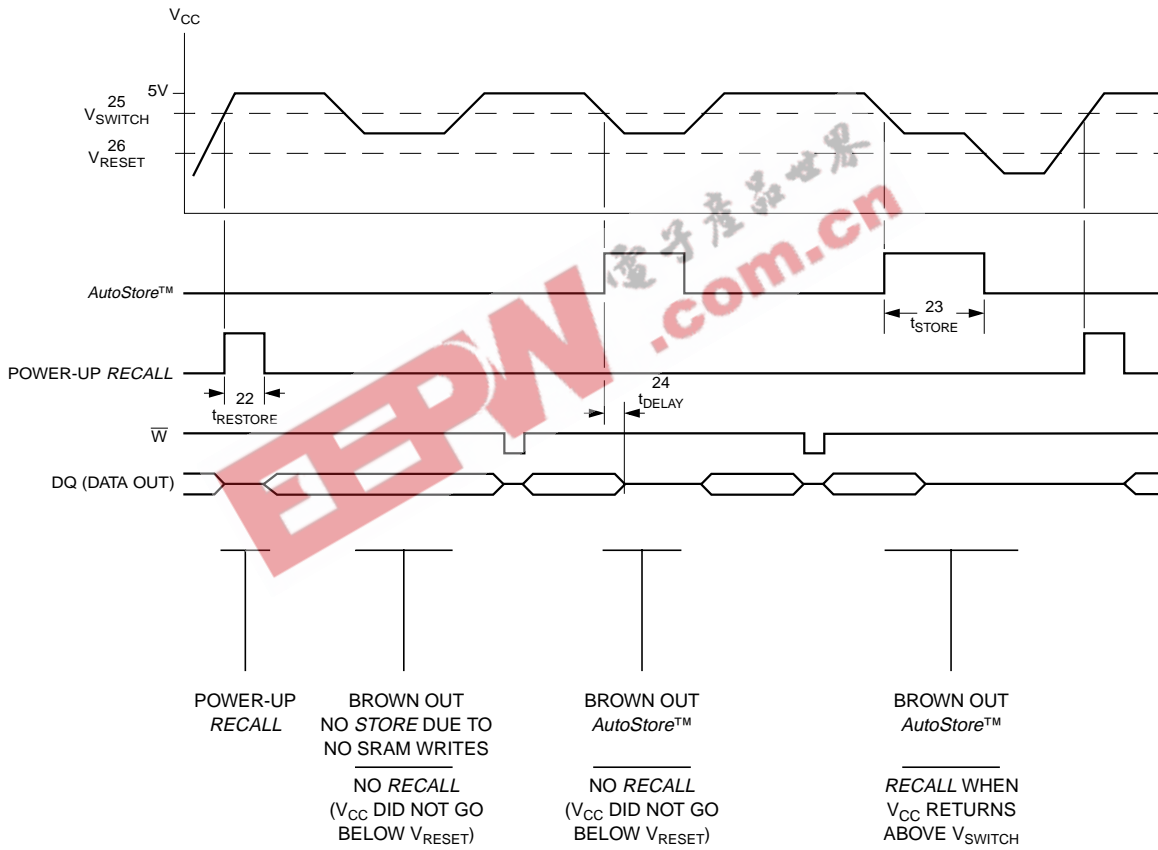 VCC
5V
25
VSWITCH
26
VRESET
電子產品世界
EEPW
.com.cn
AutoStore™
23
tSTORE
POWER-UP RECALL
22
tRESTORE
24
tDELAY
W
DQ (DATA OUT)
POWER-UP
RECALL
BROWN OUT
NO STORE DUE TO
NO SRAM WRITES
NO RECALL
(VCC DID NOT GO
BELOW VRESET)
BROWN OUT
AutoStore™
NO RECALL
(VCC DID NOT GO
BELOW VRESET)
BROWN OUT
AutoStore™
RECALL WHEN
VCC RETURNS
ABOVE VSWITCH